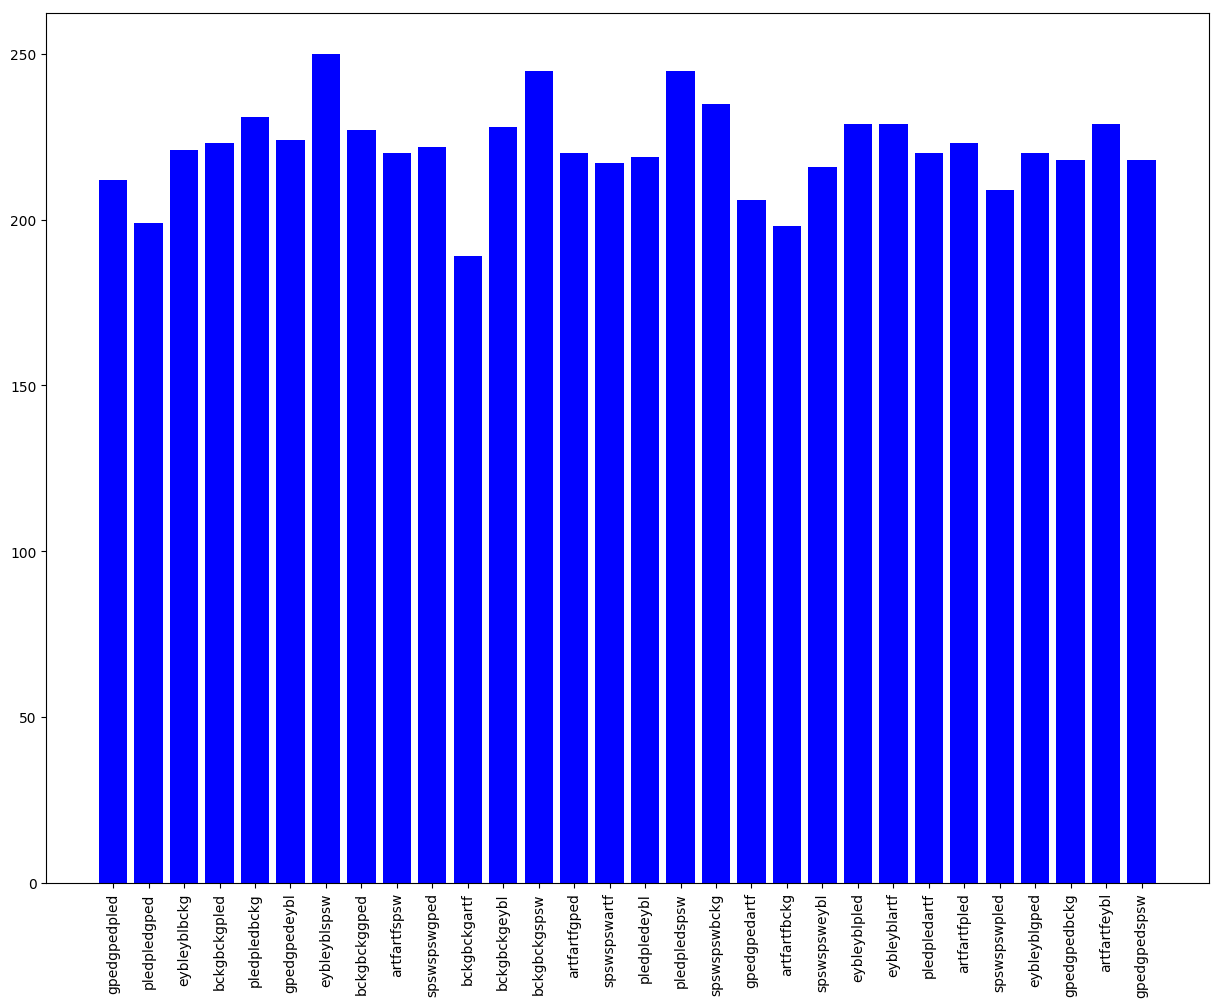 250
200
150
100
50
0
gpedgpedpled
pledpledgped
eybleyblbckg
bckgbckgpled
pledpledbckg
gpedgpedeybl
eybleyblspsw
bckgbckggped
artfartfspsw
spswspswgped
bckgbckgartf
bckgbckgeybl
bckgbckgspsw
artfartfgped
spswspswartf
pledpledeybl
pledpledspsw
spswspswbckg
gpedgpedartf
artfartfbckg
spswspsweybl
eybleyblpled
eybleyblartf
pledpledartf
artfartfpled
spswspswpled
eybleyblgped
gpedgpedbckg
artfartfeybl
gpedgpedspsw